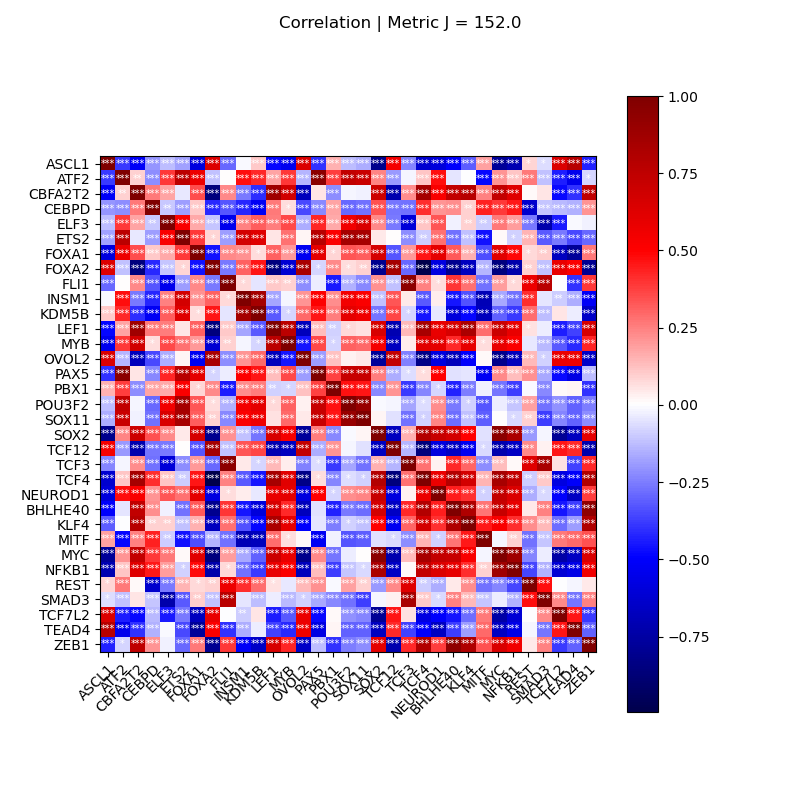 Correlation | Metric J = 152.0
ASCL1
ATF2
CBFA2T2
CEBPD
ELF3
ETS2
FOXA1
FOXA2
FLI1
INSM1
KDM5B
LEF1
MYB
OVOL2
PAX5
PBX1
POU3F2
SOX11
SOX2
TCF12
TCF3
TCF4
NEUROD1
BHLHE40
KLF4
MITF
MYC
NFKB1
REST
SMAD3
TCF7L2
TEAD4
ZEB1
ASCL1
ATF2
CBFA2T2
CEBPD
ELF3
ETS2
FOXA1
FOXA2
FLI1
INSM1
KDM5B
LEF1
MYB
OVOL2
PAX5
PBX1
POU3F2
SOX11
SOX2
TCF12
TCF3
TCF4
NEUROD1
BHLHE40
KLF4
MITF
MYC
NFKB1
REST
SMAD3
TCF7L2
TEAD4
ZEB1
1.00
0.75
0.50
0.25
0.00
−0.25
−0.50
−0.75